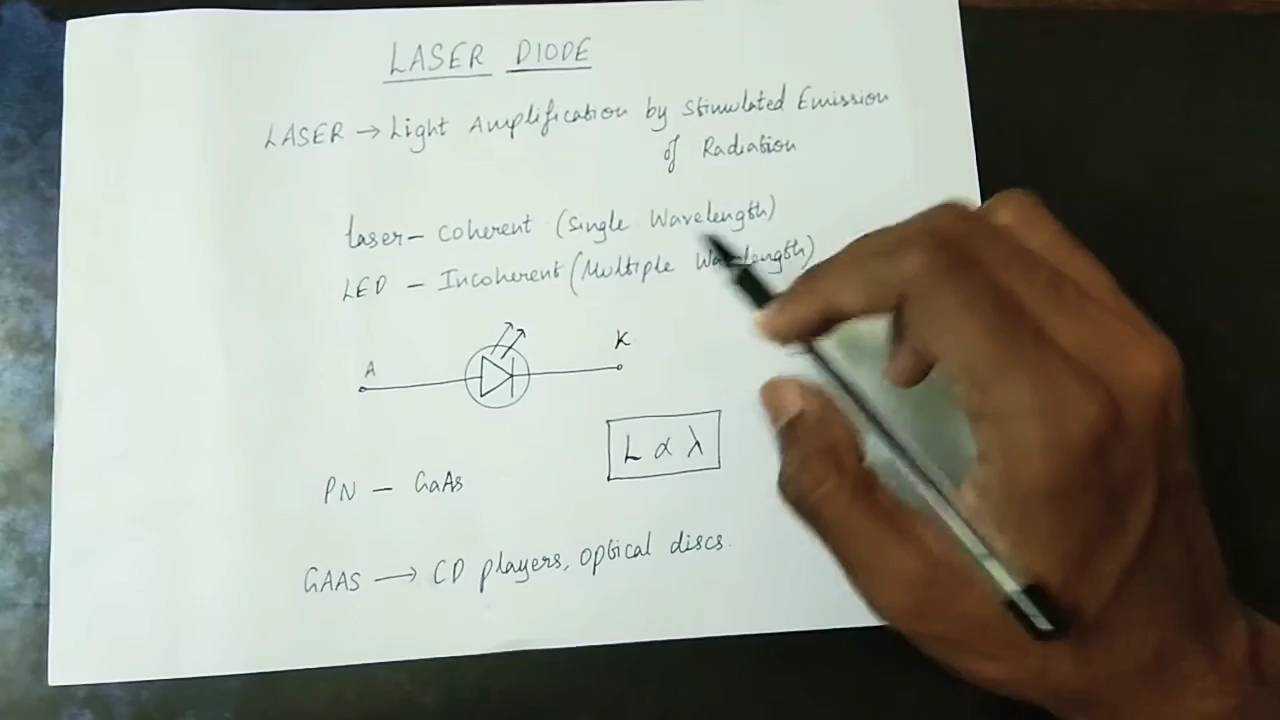 LASER DIODE
LASER → Light Amplification by Stimulated Emission
of Radiation
laser - Coherent (Single Wavelength)
LED - Incoherent (Multiple Wavelength)
A K
L ∝ λ
PN - GaAs
GAAS → CD players, optical discs.